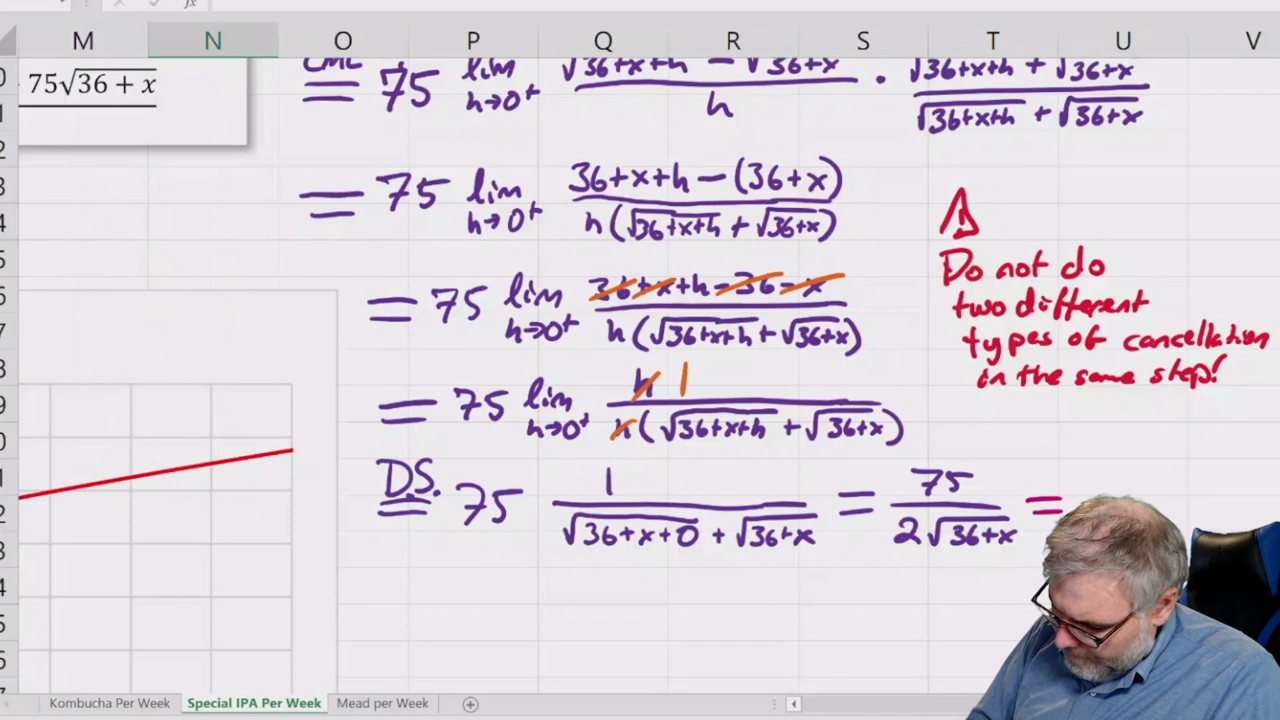 M N O P Q R S T U V
75√36 + x
CML = 75 lim h→0⁺ (√36+x+h − √36+x)/h · (√36+x+h + √36+x)/(√36+x+h + √36+x)
= 75 lim h→0⁺ (36+x+h − (36+x))/(h(√36+x+h + √36+x))
= 75 lim h→0⁺ (36+x+h−36−x)/(h(√36+x+h + √36+x))
= 75 lim h→0⁺ h 1/(h(√36+x+h + √36+x))
D.S. = 75 1/(√36+x+0 + √36+x) = 75/(2√36+x) =
Do not do
two different
types of cancellation
in the same step!
Kombucha Per Week Special IPA Per Week Mead per Week